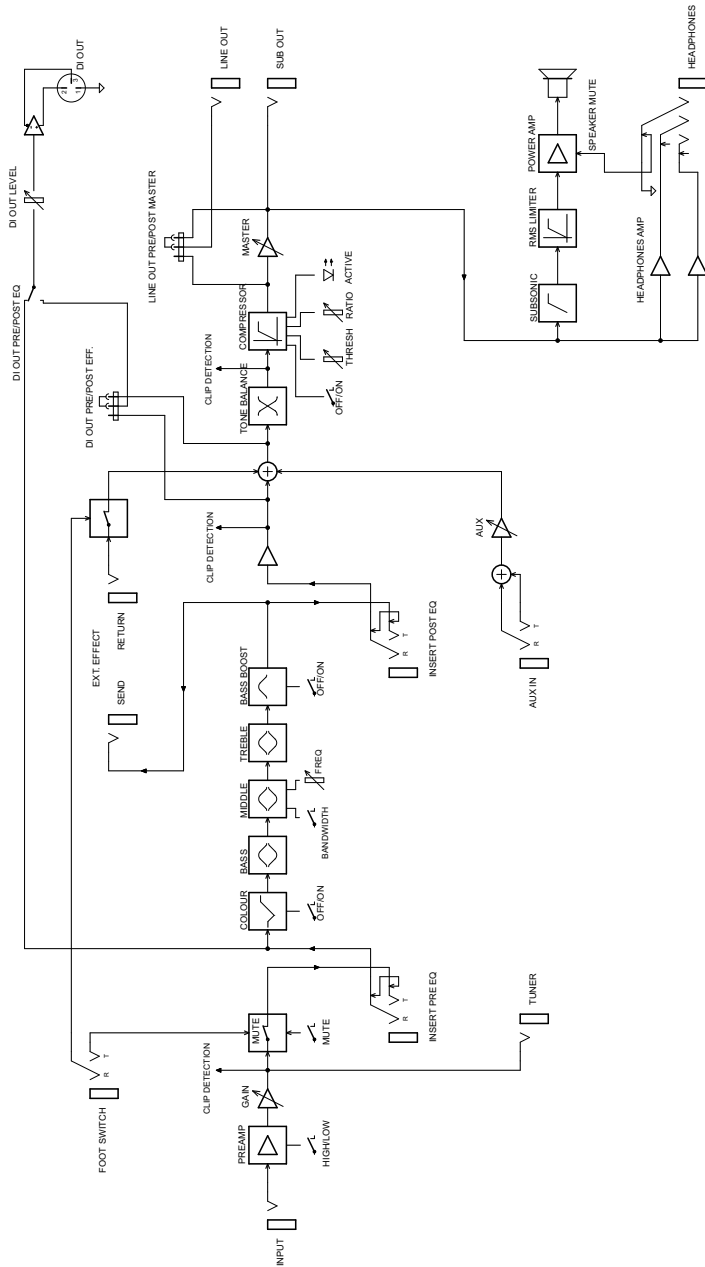 INPUT
PREAMP
HIGH/LOW
GAIN
CLIP DETECTION
FOOT SWITCH
R
T
MUTE
MUTE
TUNER
INSERT PRE EQ
R
T
COLOUR
OFF/ON
BASS
MIDDLE
BANDWIDTH
FREQ
TREBLE
BASS BOOST
OFF/ON
EXT. EFFECT
SEND
RETURN
INSERT POST EQ
R
T
CLIP DETECTION
AUX IN
R
T
AUX
DI OUT PRE/POST EFF.
DI OUT PRE/POST EQ
DI OUT LEVEL
DI OUT
1
2
3
TONE BALANCE
CLIP DETECTION
COMPRESSOR
OFF/ON
THRESH
RATIO
ACTIVE
MASTER
LINE OUT PRE/POST MASTER
LINE OUT
SUB OUT
SUBSONIC
RMS LIMITER
POWER AMP
SPEAKER MUTE
HEADPHONES AMP
HEADPHONES